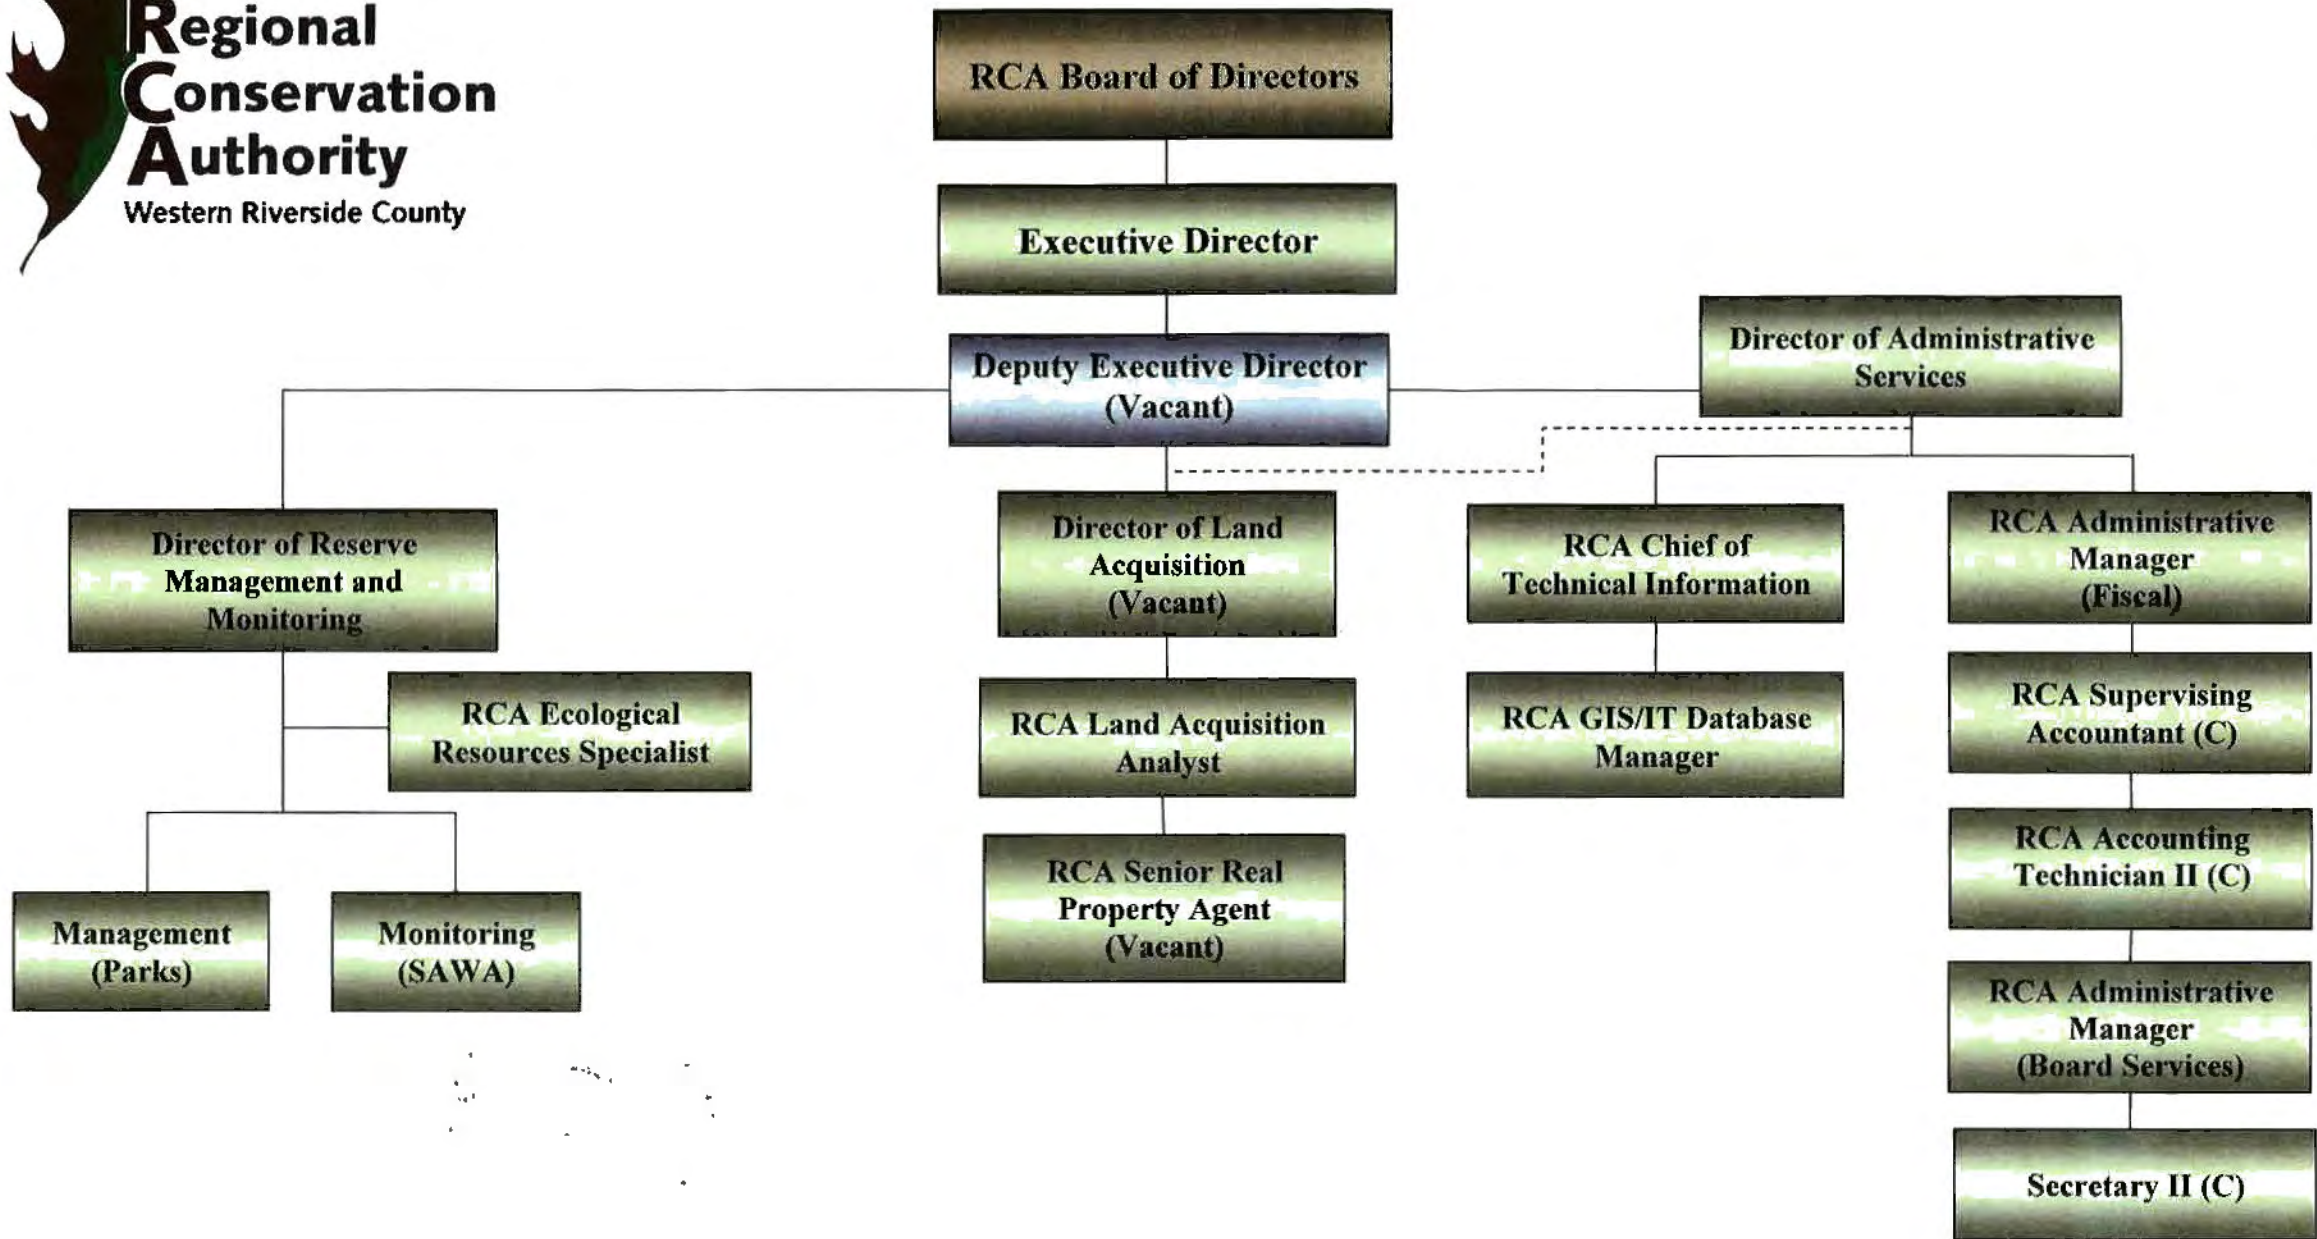 Regional
Conservation
Authority
Western Riverside County
RCA Board of Directors
Executive Director
Deputy Executive Director
(Vacant)
Director of Administrative
Services
Director of Reserve
Management and
Monitoring
Director of Land
Acquisition
(Vacant)
RCA Chief of
Technical Information
RCA Administrative
Manager
(Fiscal)
RCA Ecological
Resources Specialist
RCA Land Acquisition
Analyst
RCA GIS/IT Database
Manager
RCA Supervising
Accountant (C)
RCA Senior Real
Property Agent
(Vacant)
RCA Accounting
Technician II (C)
Management
(Parks)
Monitoring
(SAWA)
RCA Administrative
Manager
(Board Services)
Secretary II (C)